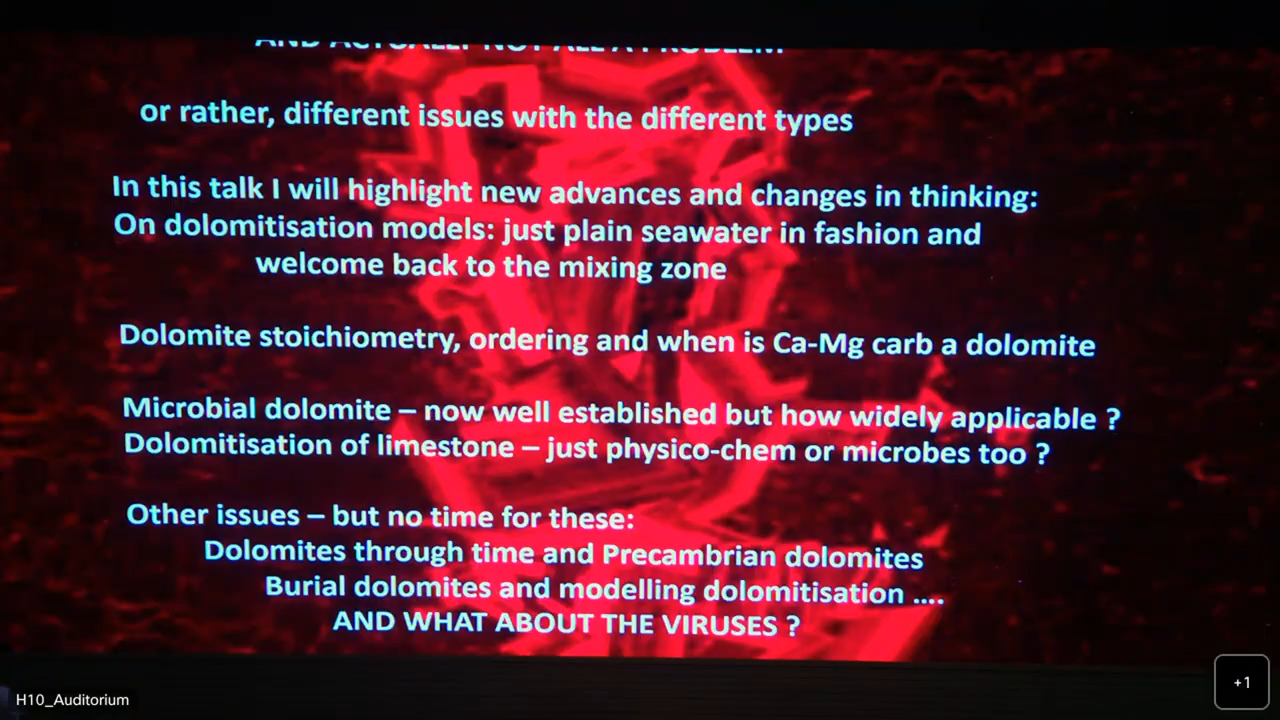 AND ACTUALLY NOT ALL A PROBLEM
or rather, different issues with the different types
In this talk I will highlight new advances and changes in thinking:
On dolomitisation models: just plain seawater in fashion and
welcome back to the mixing zone
Dolomite stoichiometry, ordering and when is Ca-Mg carb a dolomite
Microbial dolomite – now well established but how widely applicable ?
Dolomitisation of limestone – just physico-chem or microbes too ?
Other issues – but no time for these:
Dolomites through time and Precambrian dolomites
Burial dolomites and modelling dolomitisation ....
AND WHAT ABOUT THE VIRUSES ?
H10_Auditorium
+1